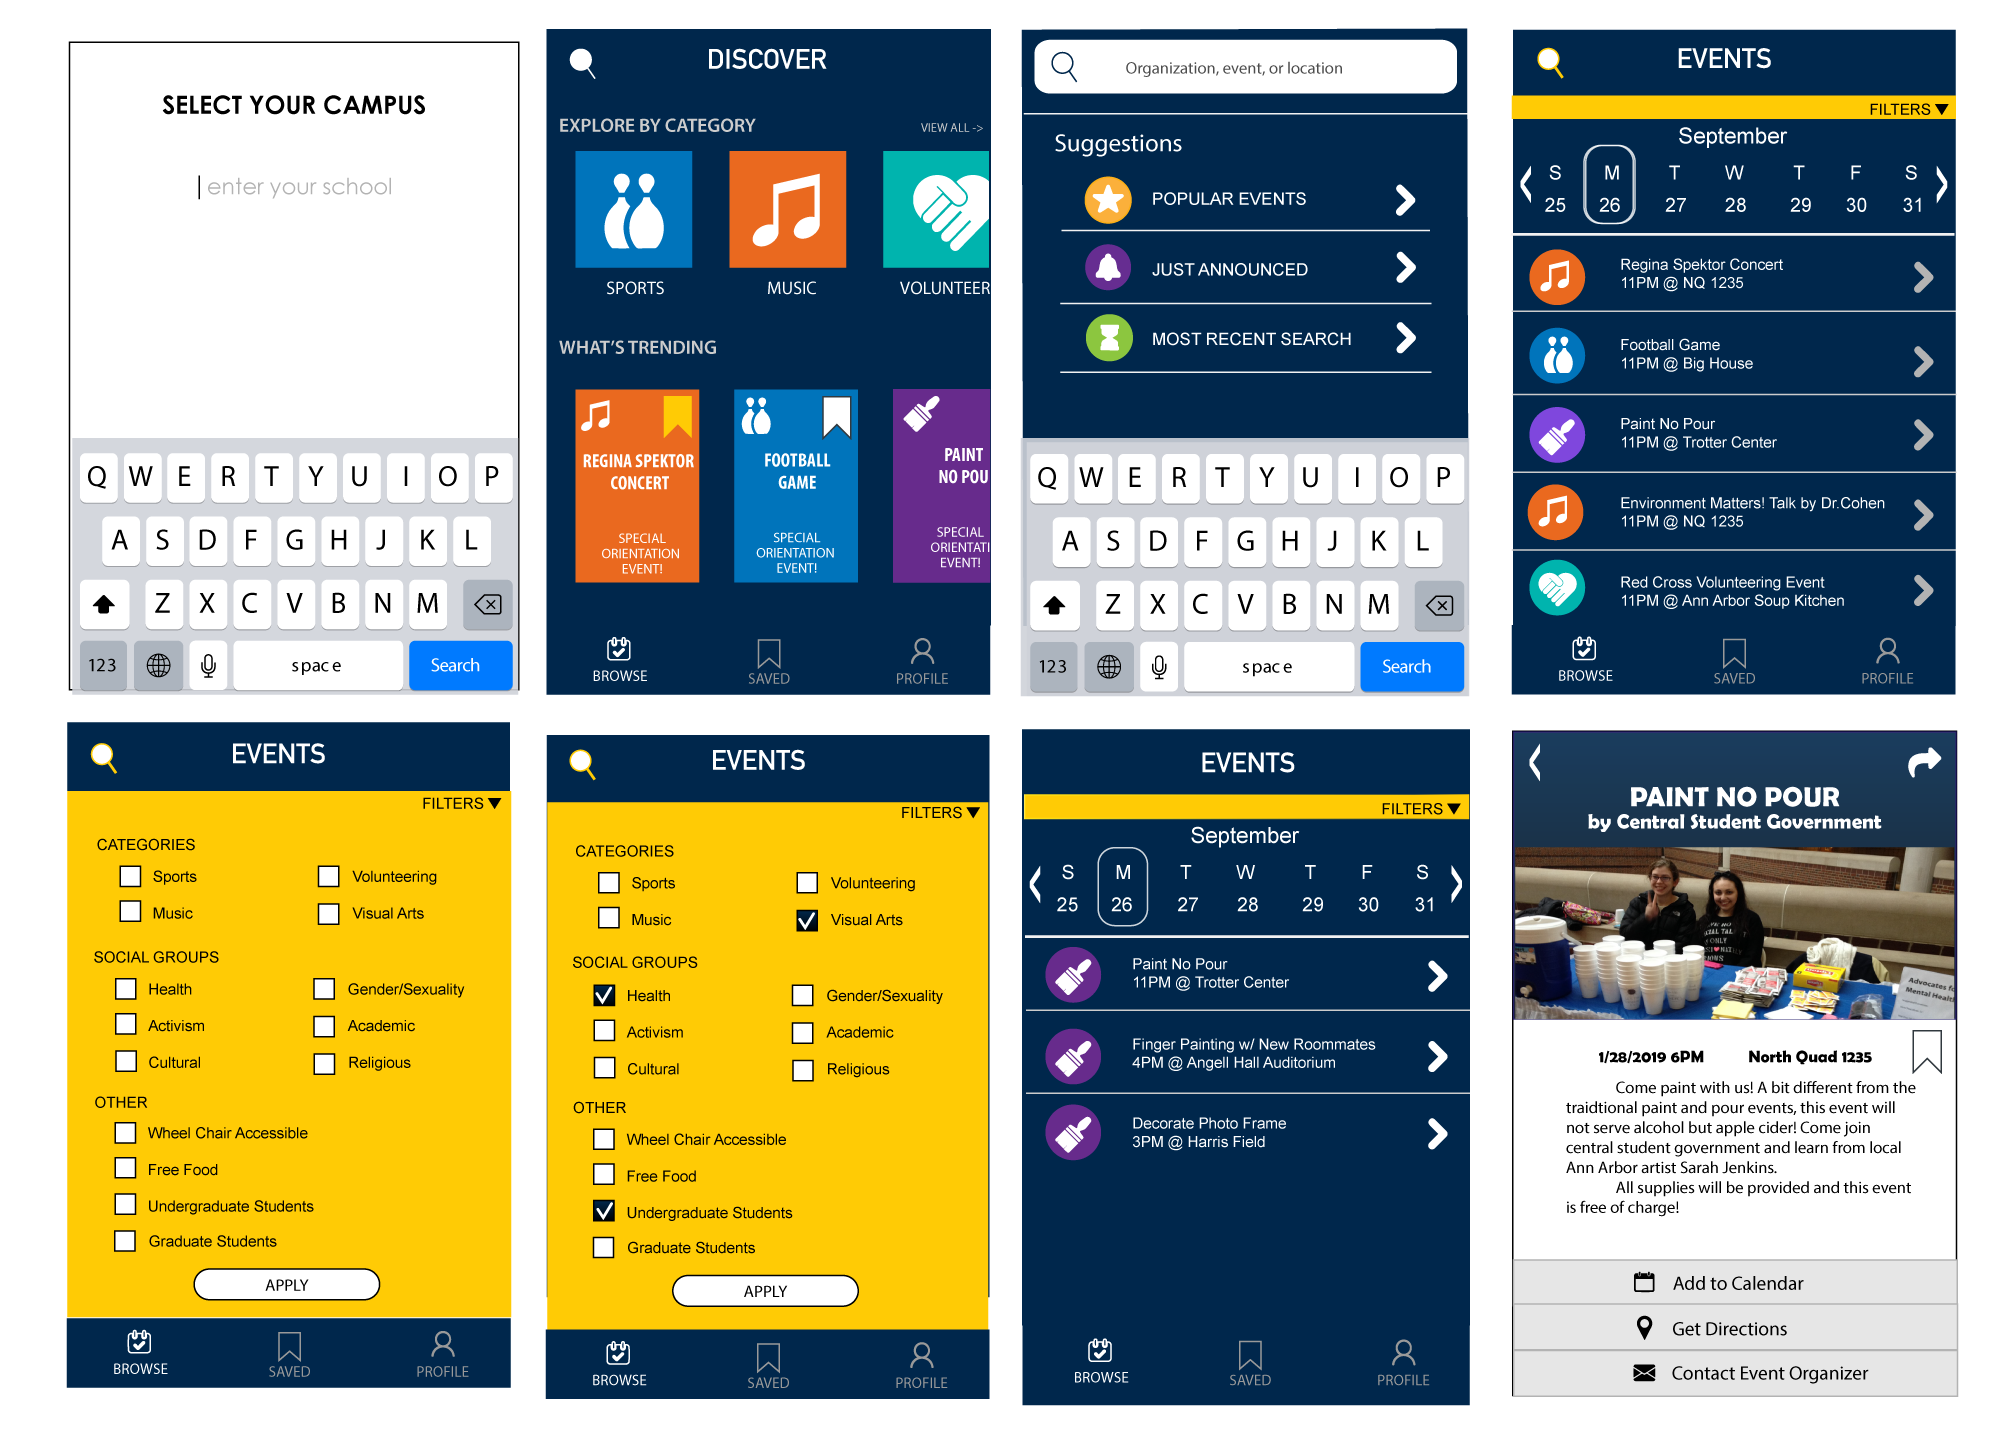 SELECT YOUR CAMPUS
enter your school
Q W E R T Y U I O P
A S D F G H J K L
Z X C V B N M
123 space Search
DISCOVER
EXPLORE BY CATEGORY VIEW ALL ->
SPORTS MUSIC VOLUNTEER
WHAT'S TRENDING
REGINA SPEKTOR
CONCERT
SPECIAL
ORIENTATION
EVENT!
FOOTBALL
GAME
SPECIAL
ORIENTATION
EVENT!
PAINT
NO POU
SPECIAL
ORIENTATI
EVENT!
BROWSE SAVED PROFILE
Organization, event, or location
Suggestions
POPULAR EVENTS
JUST ANNOUNCED
MOST RECENT SEARCH
Q W E R T Y U I O P
A S D F G H J K L
Z X C V B N M
123 space Search
EVENTS
FILTERS ▼
September
S M T W T F S
25 26 27 28 29 30 31
Regina Spektor Concert
11PM @ NQ 1235
Football Game
11PM @ Big House
Paint No Pour
11PM @ Trotter Center
Environment Matters! Talk by Dr.Cohen
11PM @ NQ 1235
Red Cross Volunteering Event
11PM @ Ann Arbor Soup Kitchen
BROWSE SAVED PROFILE
EVENTS
FILTERS ▼
CATEGORIES
Sports Volunteering
Music Visual Arts
SOCIAL GROUPS
Health Gender/Sexuality
Activism Academic
Cultural Religious
OTHER
Wheel Chair Accessible
Free Food
Undergraduate Students
Graduate Students
APPLY
BROWSE SAVED PROFILE
EVENTS
FILTERS ▼
CATEGORIES
Sports Volunteering
Music Visual Arts
SOCIAL GROUPS
Health Gender/Sexuality
Activism Academic
Cultural Religious
OTHER
Wheel Chair Accessible
Free Food
Undergraduate Students
Graduate Students
APPLY
BROWSE SAVED PROFILE
EVENTS
FILTERS ▼
September
S M T W T F S
25 26 27 28 29 30 31
Paint No Pour
11PM @ Trotter Center
Finger Painting w/ New Roommates
4PM @ Angell Hall Auditorium
Decorate Photo Frame
3PM @ Harris Field
BROWSE SAVED PROFILE
PAINT NO POUR
by Central Student Government
Advocates fo
Mental Healt
1/28/2019 6PM North Quad 1235
Come paint with us! A bit different from the
traidtional paint and pour events, this event will
not serve alcohol but apple cider! Come join
central student government and learn from local
Ann Arbor artist Sarah Jenkins.
All supplies will be provided and this event
is free of charge!
Add to Calendar
Get Directions
Contact Event Organizer